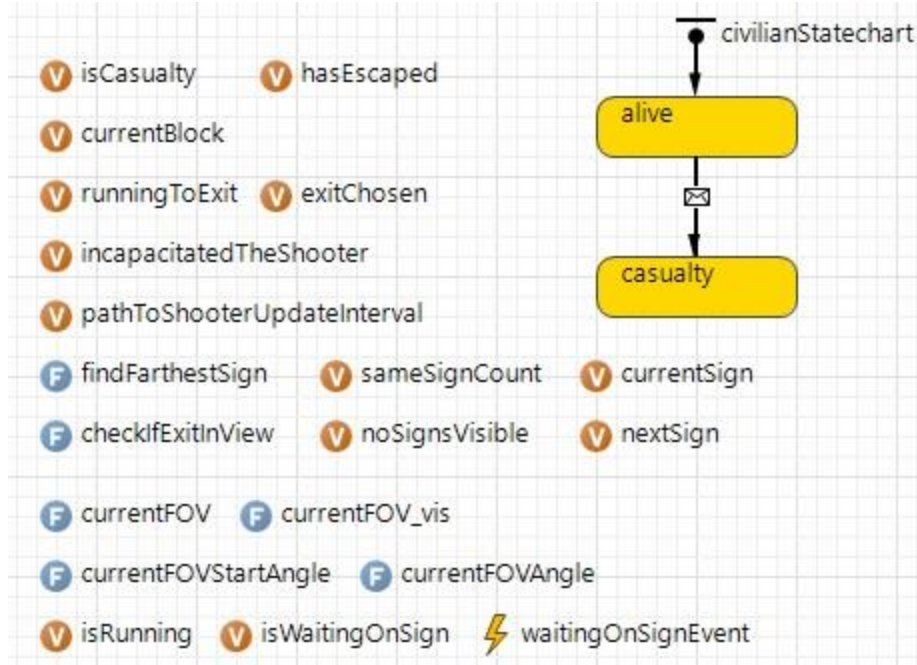 civilianStatechart
V isCasualty V hasEscaped
alive
V currentBlock
V runningToExit V exitChosen
V incapacitatedTheShooter
casualty
V pathToShooterUpdateInterval
F findFarthestSign V sameSignCount V currentSign
F checkIfExitInView V noSignsVisible V nextSign
F currentFOV F currentFOV_vis
F currentFOVStartAngle F currentFOVAngle
V isRunning V isWaitingOnSign waitingOnSignEvent